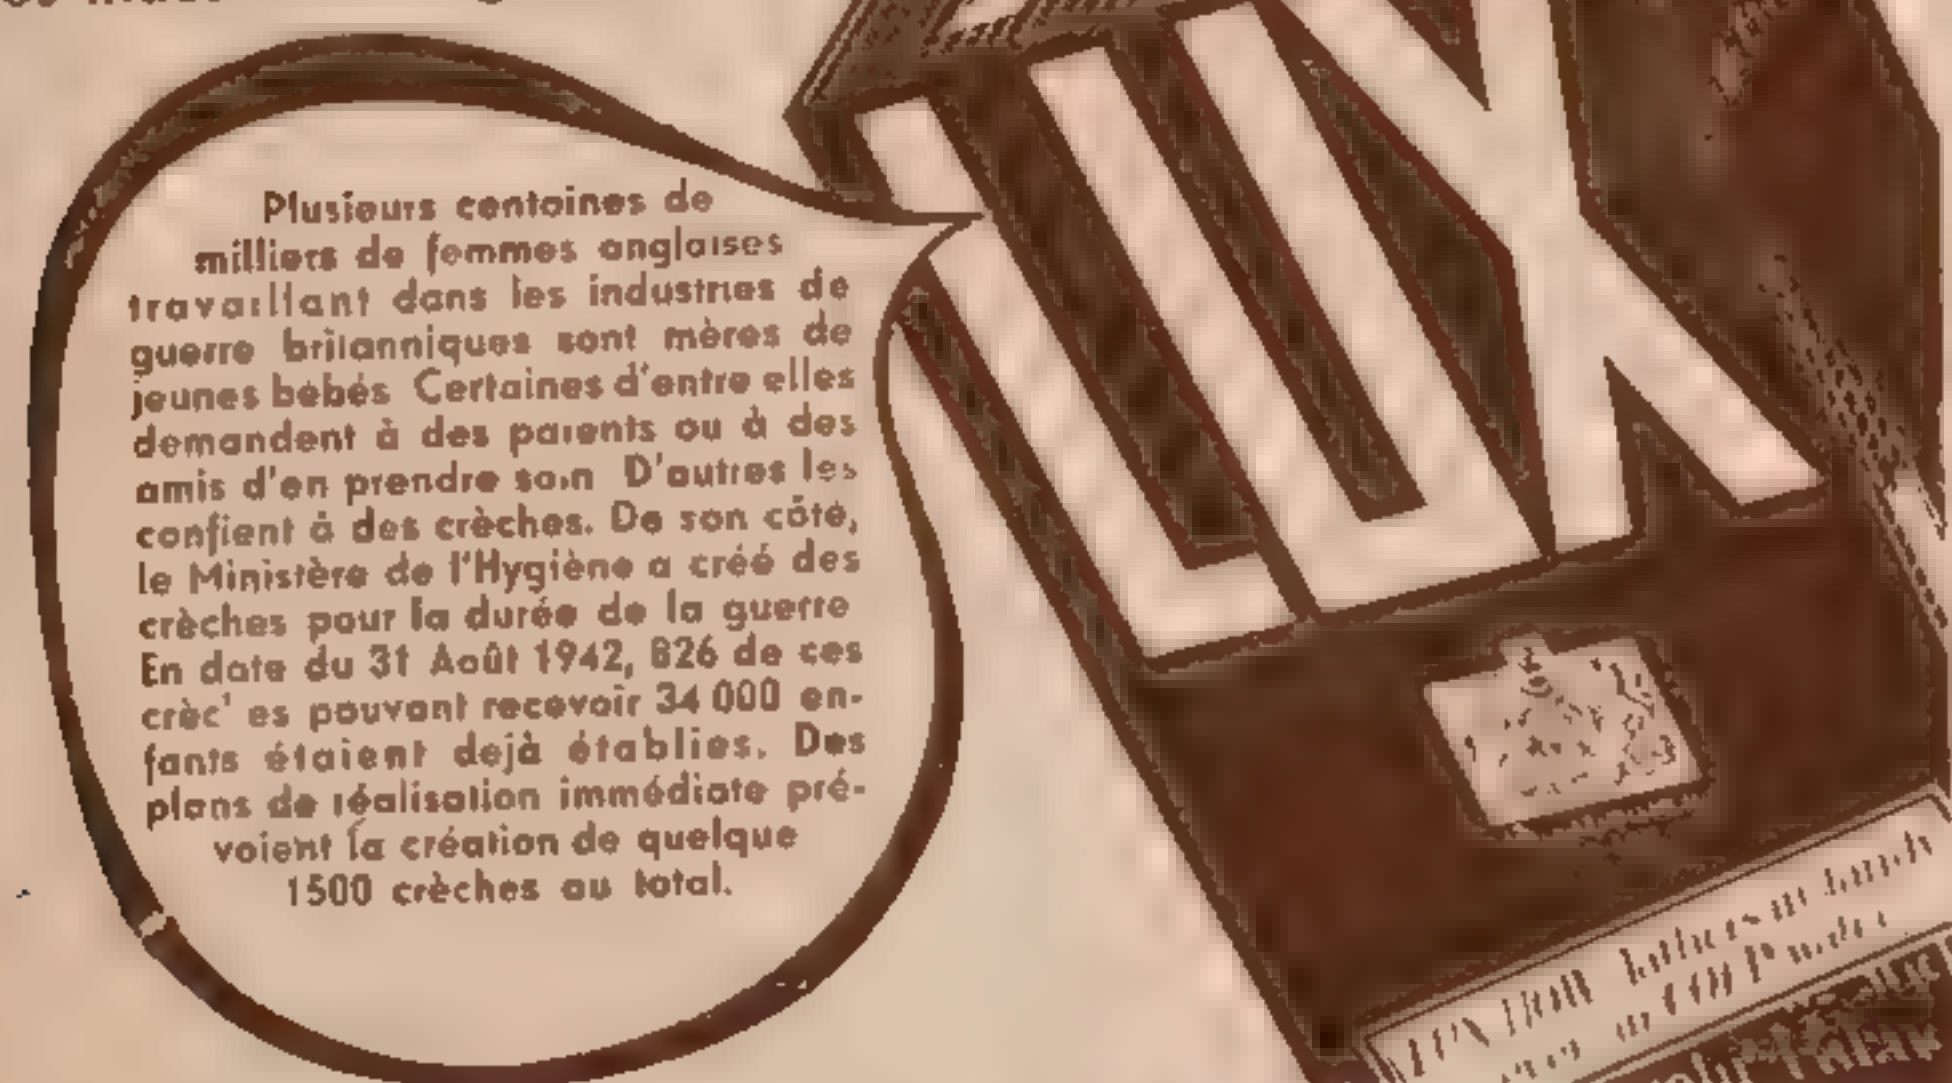 Plusieurs centaines de
milliers de femmes anglaises
travaillant dans les industries de
guerre britanniques sont mères de
jeunes bébés Certaines d'entre elles
demandent à des parents ou à des
amis d'en prendre soin D'autres les
confient à des crèches. De son côté,
le Ministère de l'Hygiène a créé des
crèches pour la durée de la guerre
En date du 31 Août 1942, 826 de ces
crèc' es pouvant recevoir 34 000 en-
fants étaient dejà établies. Des
plans de réalisation immédiate pré-
voient la création de quelque
1500 crèches au total.
LUX